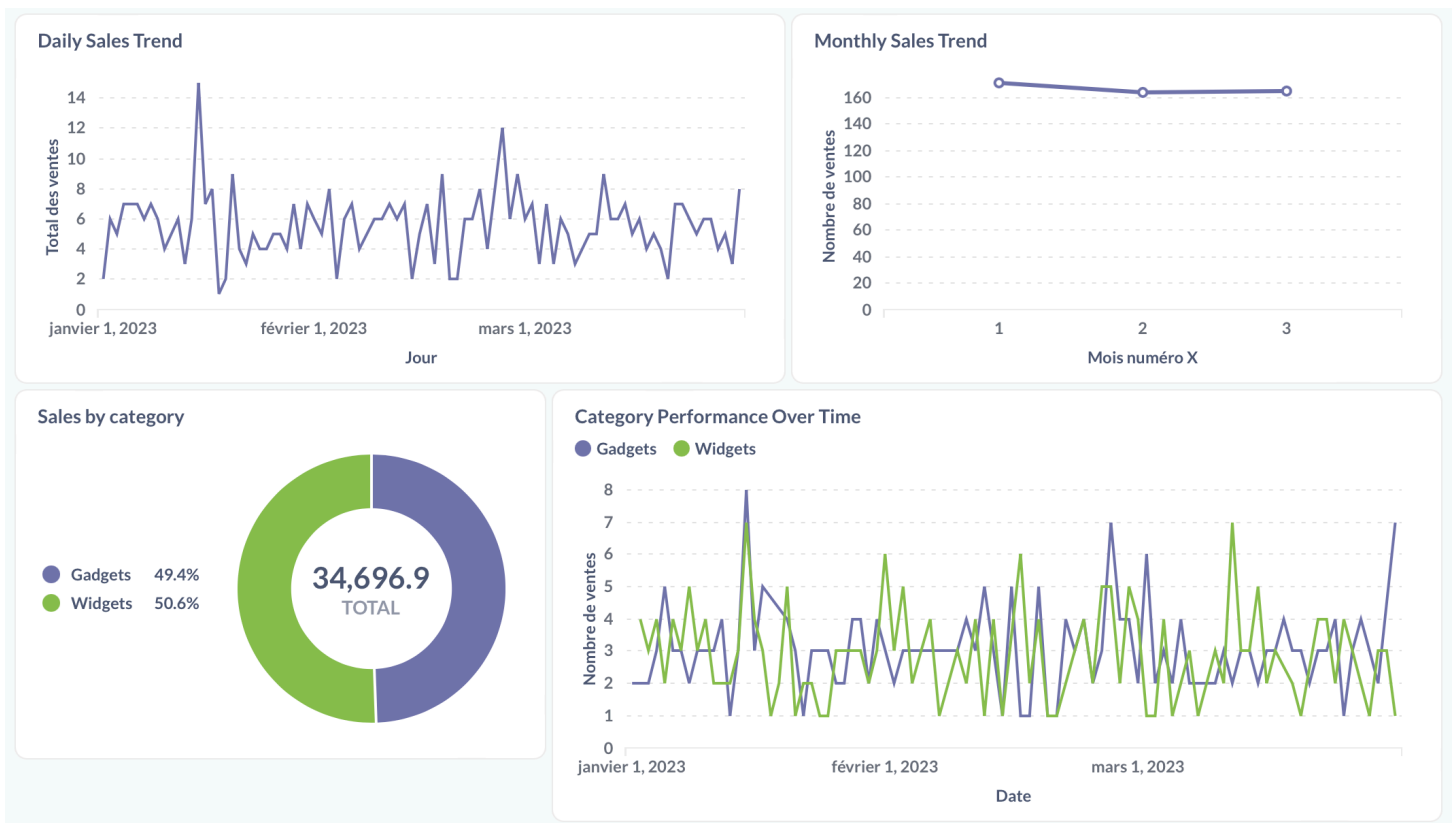 Daily Sales Trend
Total des ventes
14
12
10
8
6
4
2
0
janvier 1, 2023 février 1, 2023 mars 1, 2023
Jour
Monthly Sales Trend
Nombre de ventes
160
140
120
100
80
60
40
20
0
1 2 3
Mois numéro X
Sales by category
Gadgets 49.4%
Widgets 50.6%
34,696.9
TOTAL
Category Performance Over Time
Gadgets Widgets
Nombre de ventes
8
7
6
5
4
3
2
1
0
janvier 1, 2023 février 1, 2023 mars 1, 2023
Date